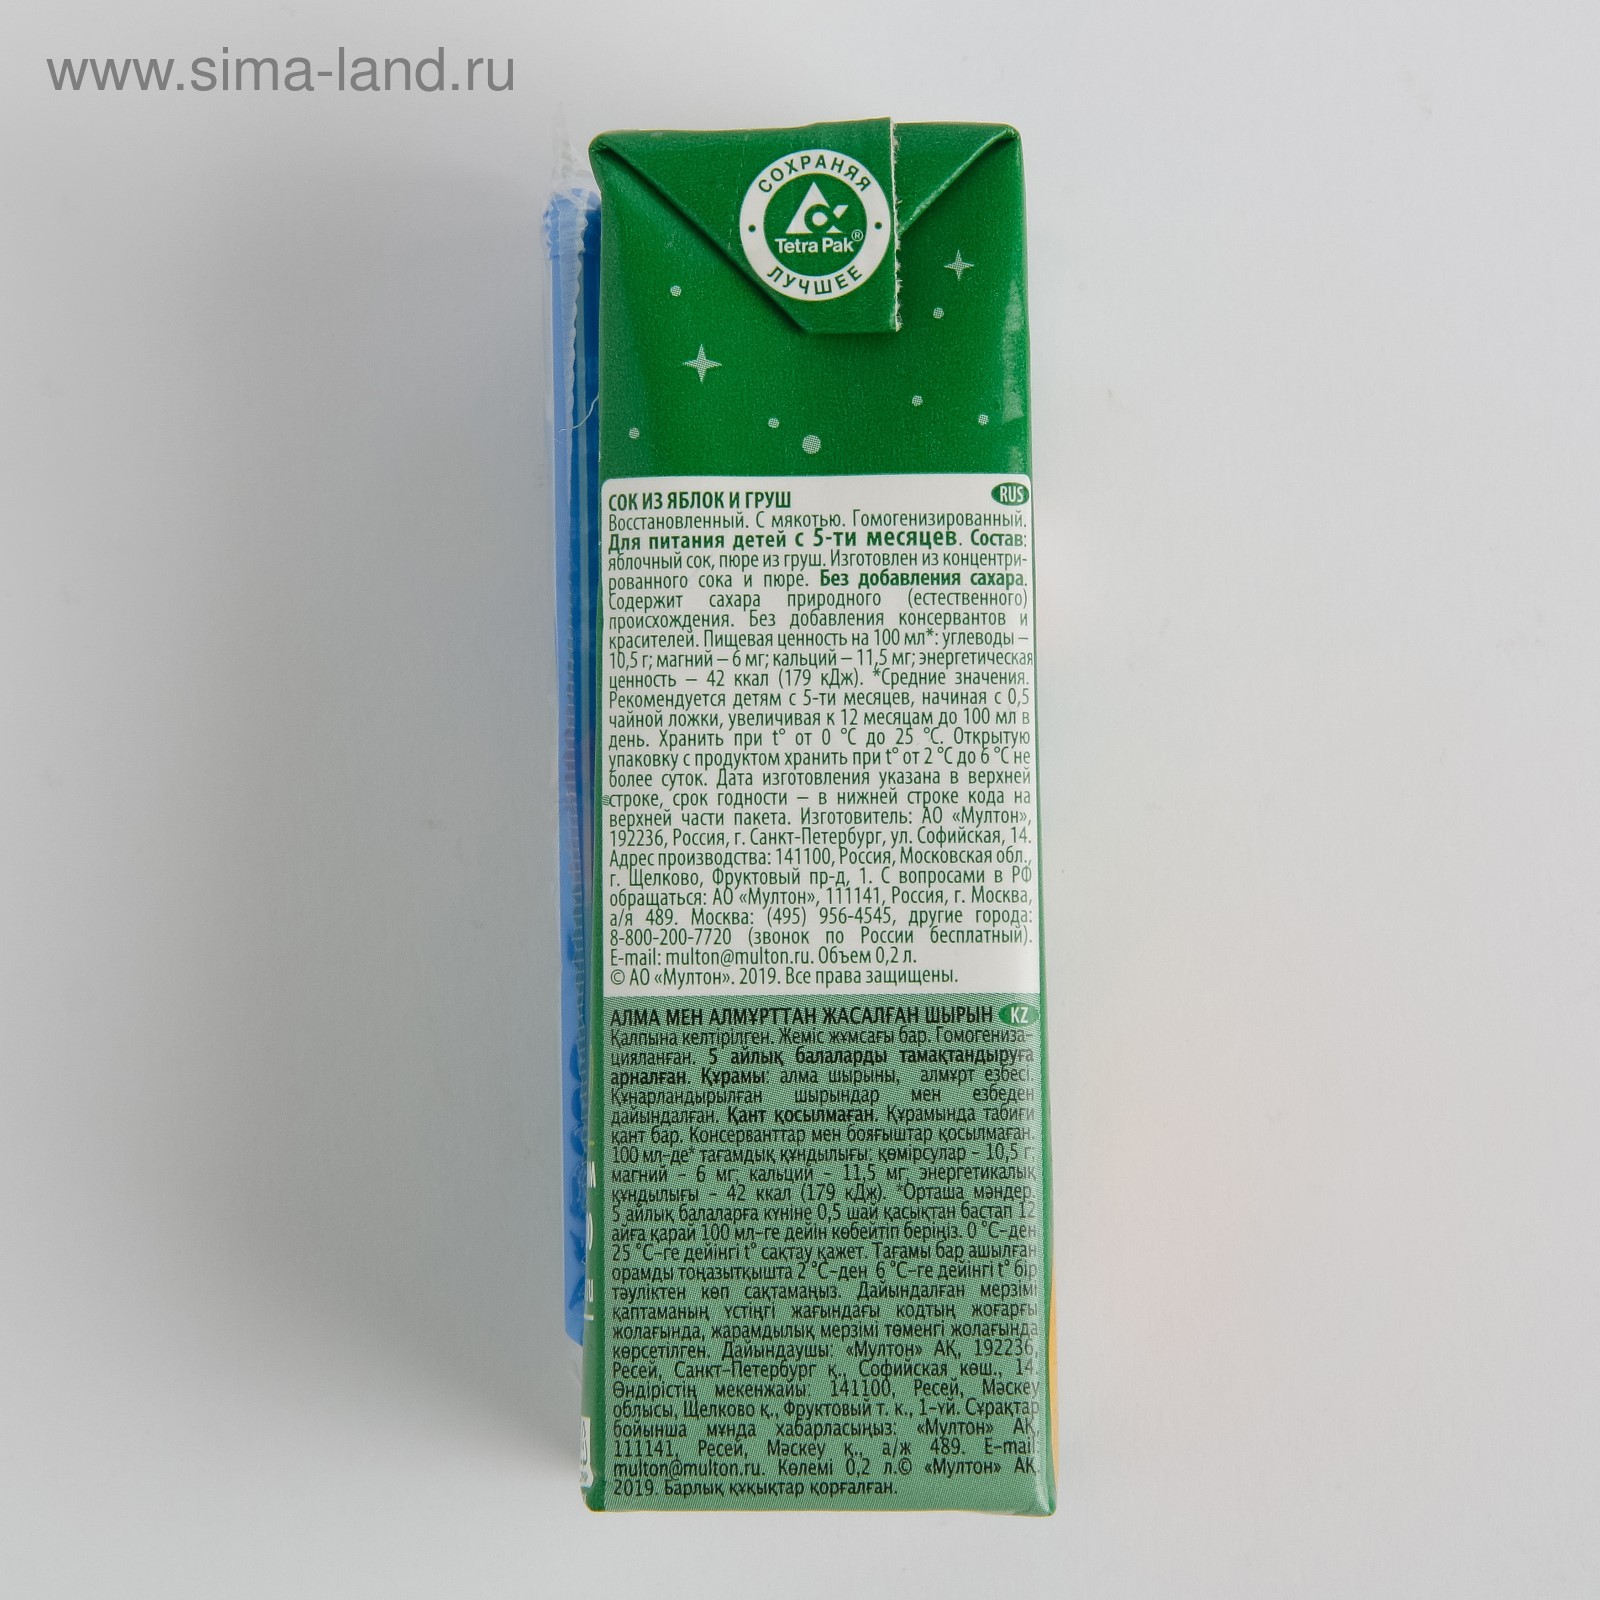 www.sima-land.ru
СОХРАНЯЯ
Tetra Pak®
ЛУЧШЕЕ
СОК ИЗ ЯБЛОК И ГРУШ RUS
Восстановленный. С мякотью. Гомогенизированный.
Для питания детей с 5-ти месяцев. Состав:
яблочный сок, пюре из груш. Изготовлен из концентри-
рованного сока и пюре. Без добавления сахара.
Содержит сахара природного (естественного)
происхождения. Без добавления консервантов и
красителей. Пищевая ценность на 100 мл*: углеводы –
10,5 г; магний – 6 мг; кальций – 11,5 мг; энергетическая
ценность – 42 ккал (179 кДж). *Средние значения.
Рекомендуется детям с 5-ти месяцев, начиная с 0,5
чайной ложки, увеличивая к 12 месяцам до 100 мл в
день. Хранить при t° от 0 °C до 25 °C. Открытую
упаковку с продуктом хранить при t° от 2 °C до 6 °C не
более суток. Дата изготовления указана в верхней
строке, срок годности – в нижней строке кода на
верхней части пакета. Изготовитель: АО «Мултон»,
192236, Россия, г. Санкт-Петербург, ул. Софийская, 14.
Адрес производства: 141100, Россия, Московская обл.,
г. Щелково, Фруктовый пр-д, 1. С вопросами в РФ
обращаться: АО «Мултон», 111141, Россия, г. Москва,
а/я 489. Москва: (495) 956-4545, другие города:
8-800-200-7720 (звонок по России бесплатный).
E-mail: multon@multon.ru. Объем 0,2 л.
© АО «Мултон». 2019. Все права защищены.
АЛМА МЕН АЛМҰРТТАН ЖАСАЛҒАН ШЫРЫН KZ
Қалпына келтірілген. Жеміс жұмсағы бар. Гомогениза-
цияланған. 5 айлық балаларды тамақтандыруға
арналған. Құрамы: алма шырыны, алмұрт езбесі.
Құнарландырылған шырындар мен езбеден
дайындалған. Қант қосылмаған. Құрамында табиғи
қант бар. Консерванттар мен бояғыштар қосылмаған.
100 мл-де* тағамдық құндылығы: көмірсулар – 10,5 г;
магний – 6 мг; кальций – 11,5 мг; энергетикалық
құндылығы – 42 ккал (179 кДж). *Орташа мәндер.
5 айлық балаларға күніне 0,5 шай қасықтан бастап 12
айға қарай 100 мл-ге дейін көбейтіп беріңіз. 0 °C-ден
25 °C-ге дейінгі t° сақтау қажет. Тағамы бар ашылған
орамды тоңазытқышта 2 °C-ден 6 °C-ге дейінгі t° бір
тәуліктен көп сақтамаңыз. Дайындалған мерзімі
қаптаманың үстіңгі жағындағы кодтың жоғарғы
жолағында, жарамдылық мерзімі төменгі жолағында
көрсетілген. Дайындаушы: «Мултон» АҚ, 192236,
Ресей, Санкт-Петербург қ., Софийская көш., 14.
Өндірістің мекенжайы: 141100, Ресей, Мәскеу
облысы, Щелково қ., Фруктовый т. к., 1-үй. Сұрақтар
бойынша мұнда хабарласыңыз: «Мултон» АҚ,
111141, Ресей, Мәскеу қ., а/ж 489. E-mail:
multon@multon.ru. Көлемі 0,2 л.© «Мултон» АҚ.
2019. Барлық құқықтар қорғалған.